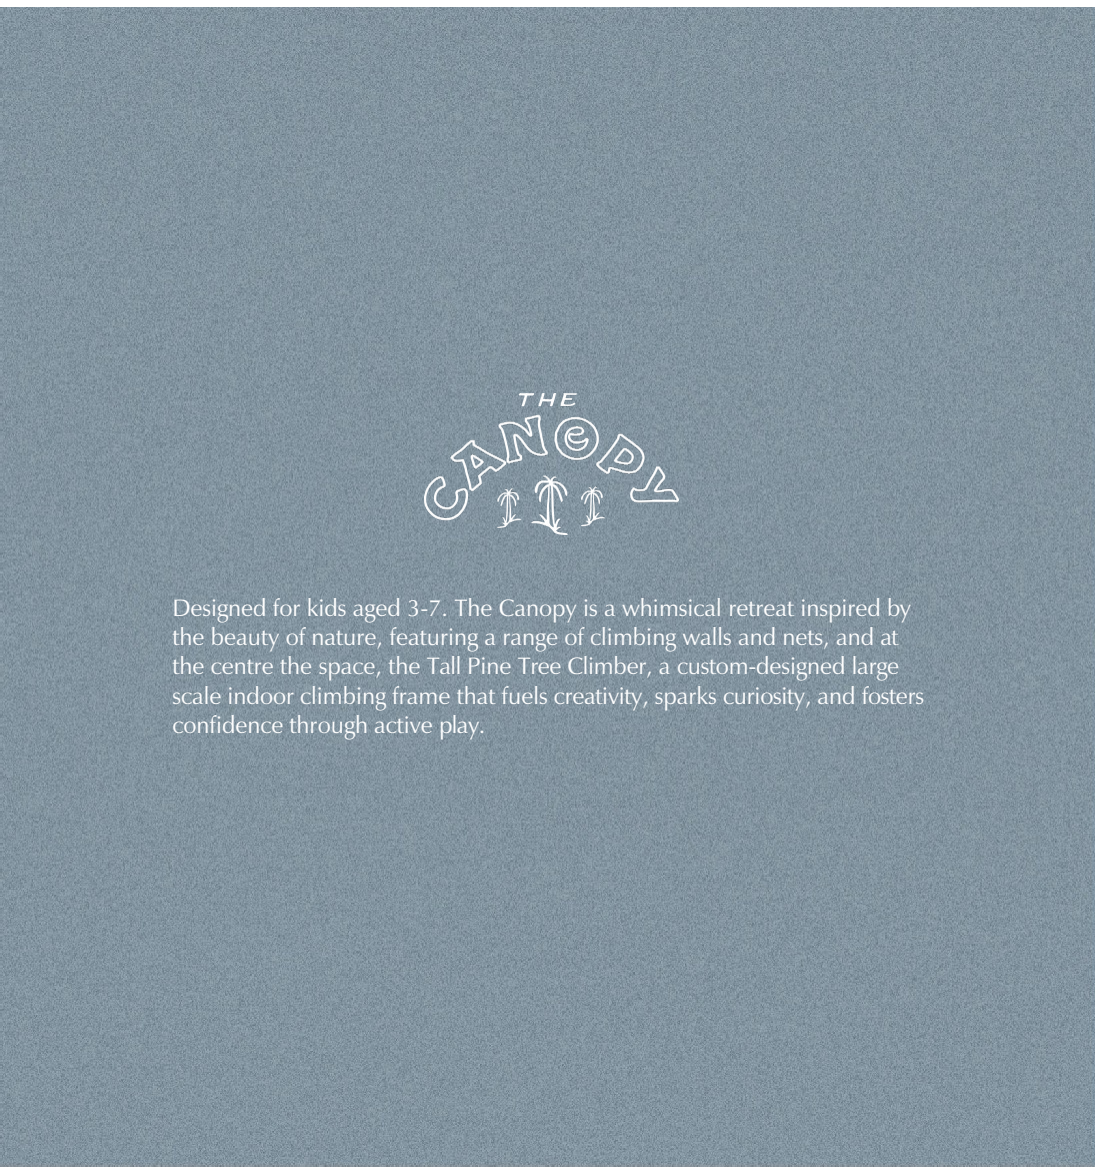 THE
CANOPY
Designed for kids aged 3-7. The Canopy is a whimsical retreat inspired by
the beauty of nature, featuring a range of climbing walls and nets, and at
the centre the space, the Tall Pine Tree Climber, a custom-designed large
scale indoor climbing frame that fuels creativity, sparks curiosity, and fosters
confidence through active play.